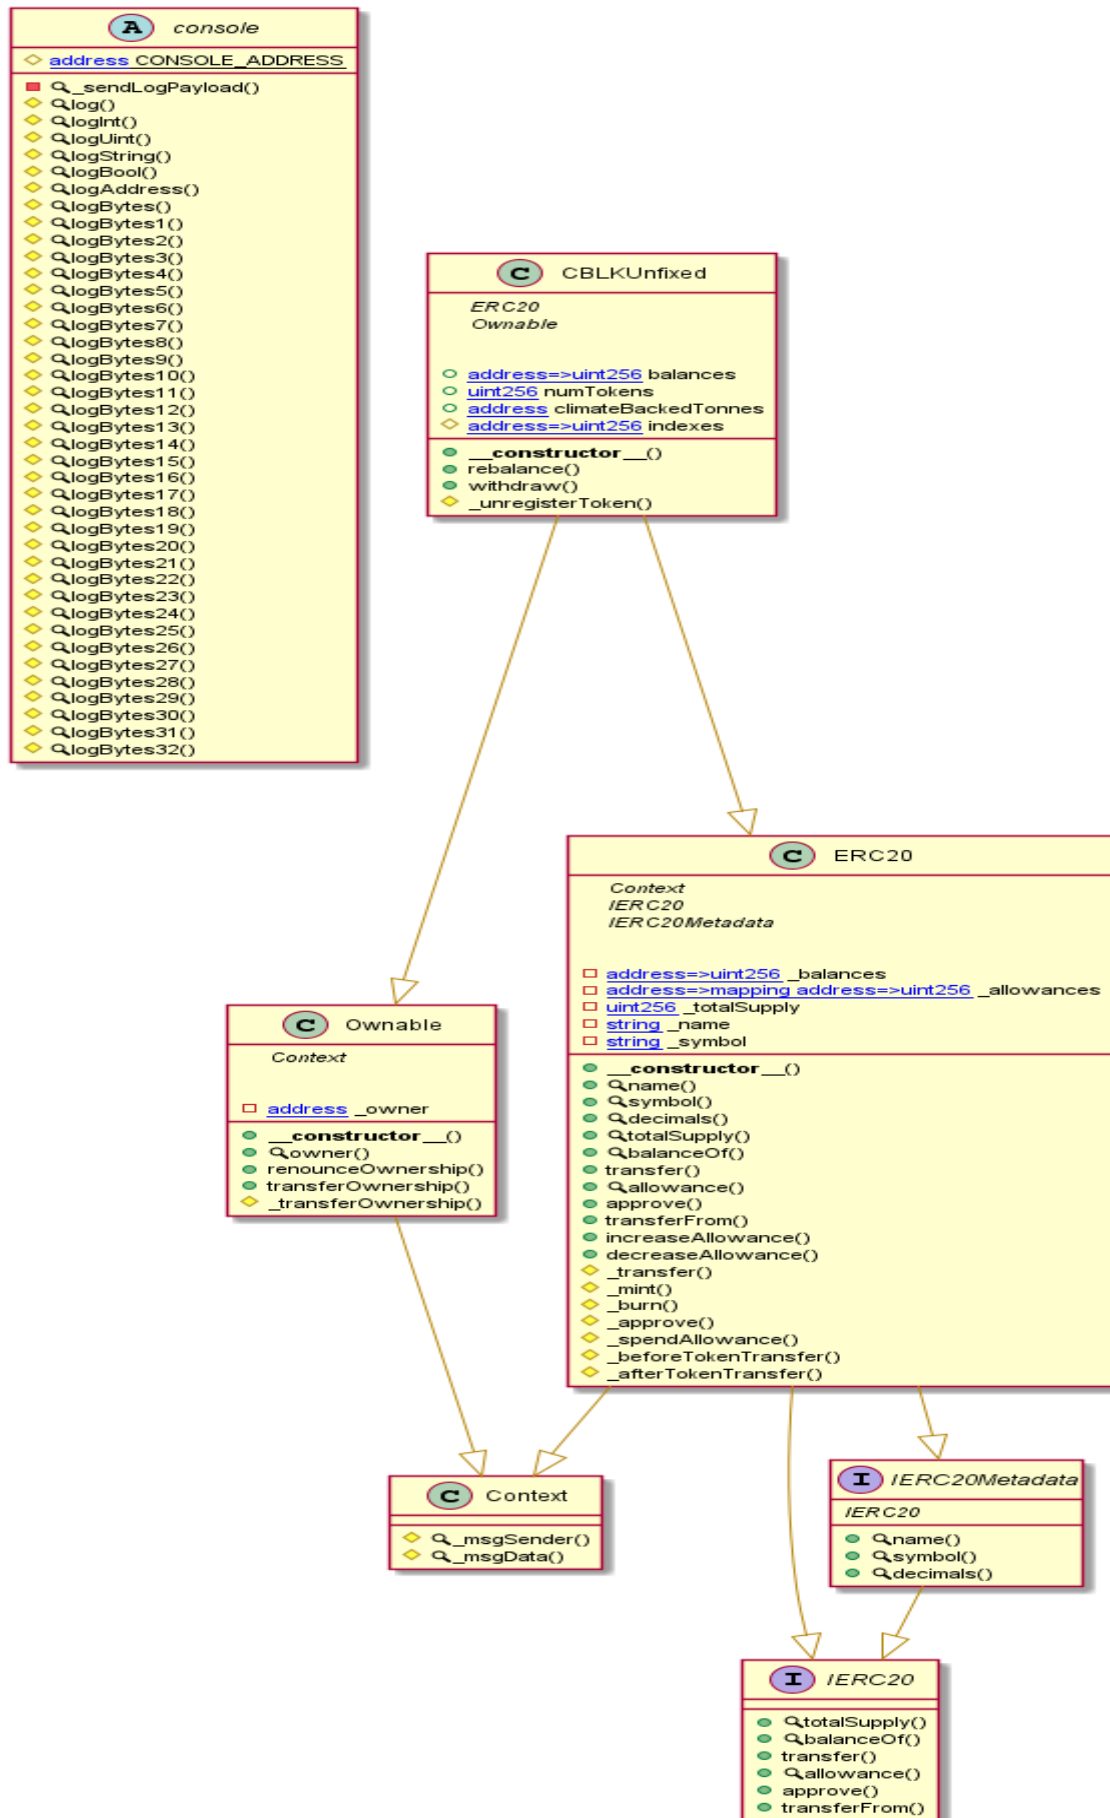 A console
address CONSOLE_ADDRESS
_sendLogPayload()
log()
logInt()
logUint()
logString()
logBool()
logAddress()
logBytes()
logBytes1()
logBytes2()
logBytes3()
logBytes4()
logBytes5()
logBytes6()
logBytes7()
logBytes8()
logBytes9()
logBytes10()
logBytes11()
logBytes12()
logBytes13()
logBytes14()
logBytes15()
logBytes16()
logBytes17()
logBytes18()
logBytes19()
logBytes20()
logBytes21()
logBytes22()
logBytes23()
logBytes24()
logBytes25()
logBytes26()
logBytes27()
logBytes28()
logBytes29()
logBytes30()
logBytes31()
logBytes32()
C CBLKUnfixed
ERC20
Ownable
address=>uint256 balances
uint256 numTokens
address climateBackedTonnes
address=>uint256 indexes
__constructor__()
rebalance()
withdraw()
_unregisterToken()
C ERC20
Context
IERC20
IERC20Metadata
address=>uint256 _balances
address=>mapping address=>uint256 _allowances
uint256 _totalSupply
string _name
string _symbol
__constructor__()
name()
symbol()
decimals()
totalSupply()
balanceOf()
transfer()
allowance()
approve()
transferFrom()
increaseAllowance()
decreaseAllowance()
_transfer()
_mint()
_burn()
_approve()
_spendAllowance()
_beforeTokenTransfer()
_afterTokenTransfer()
C Ownable
Context
address _owner
__constructor__()
owner()
renounceOwnership()
transferOwnership()
_transferOwnership()
C Context
_msgSender()
_msgData()
I IERC20Metadata
IERC20
name()
symbol()
decimals()
I IERC20
totalSupply()
balanceOf()
transfer()
allowance()
approve()
transferFrom()